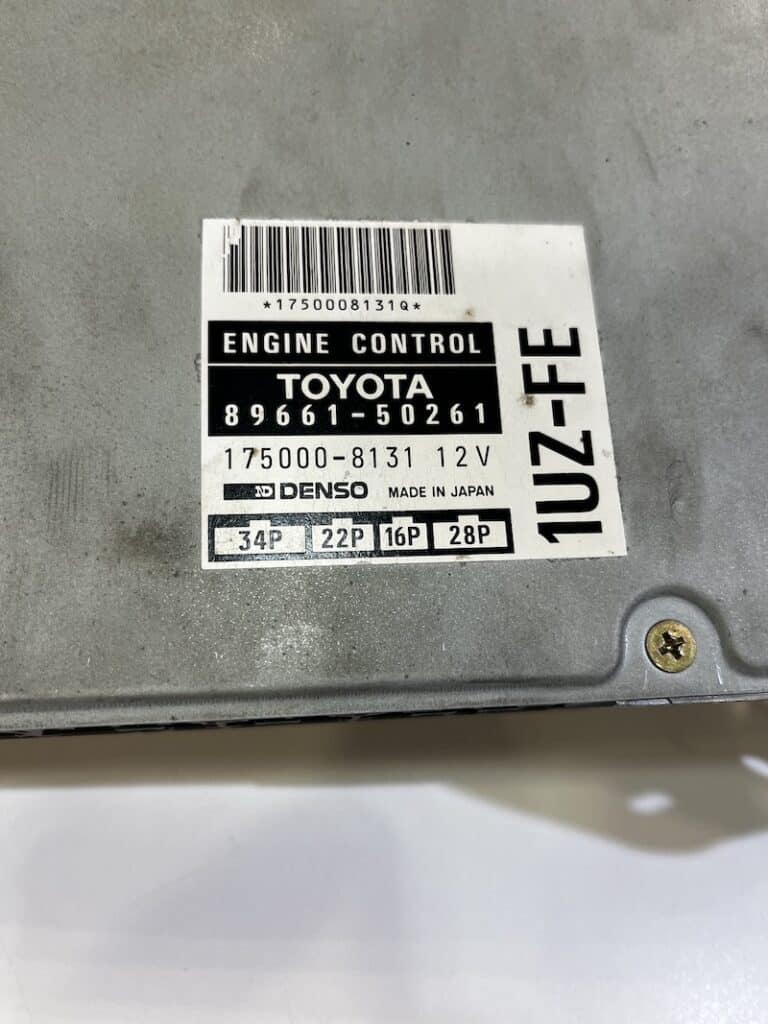 *1750008131Q*
ENGINE CONTROL
TOYOTA
89661-50261
175000-8131 12V
ND DENSO MADE IN JAPAN
34P 22P 16P 28P
1UZ-FE